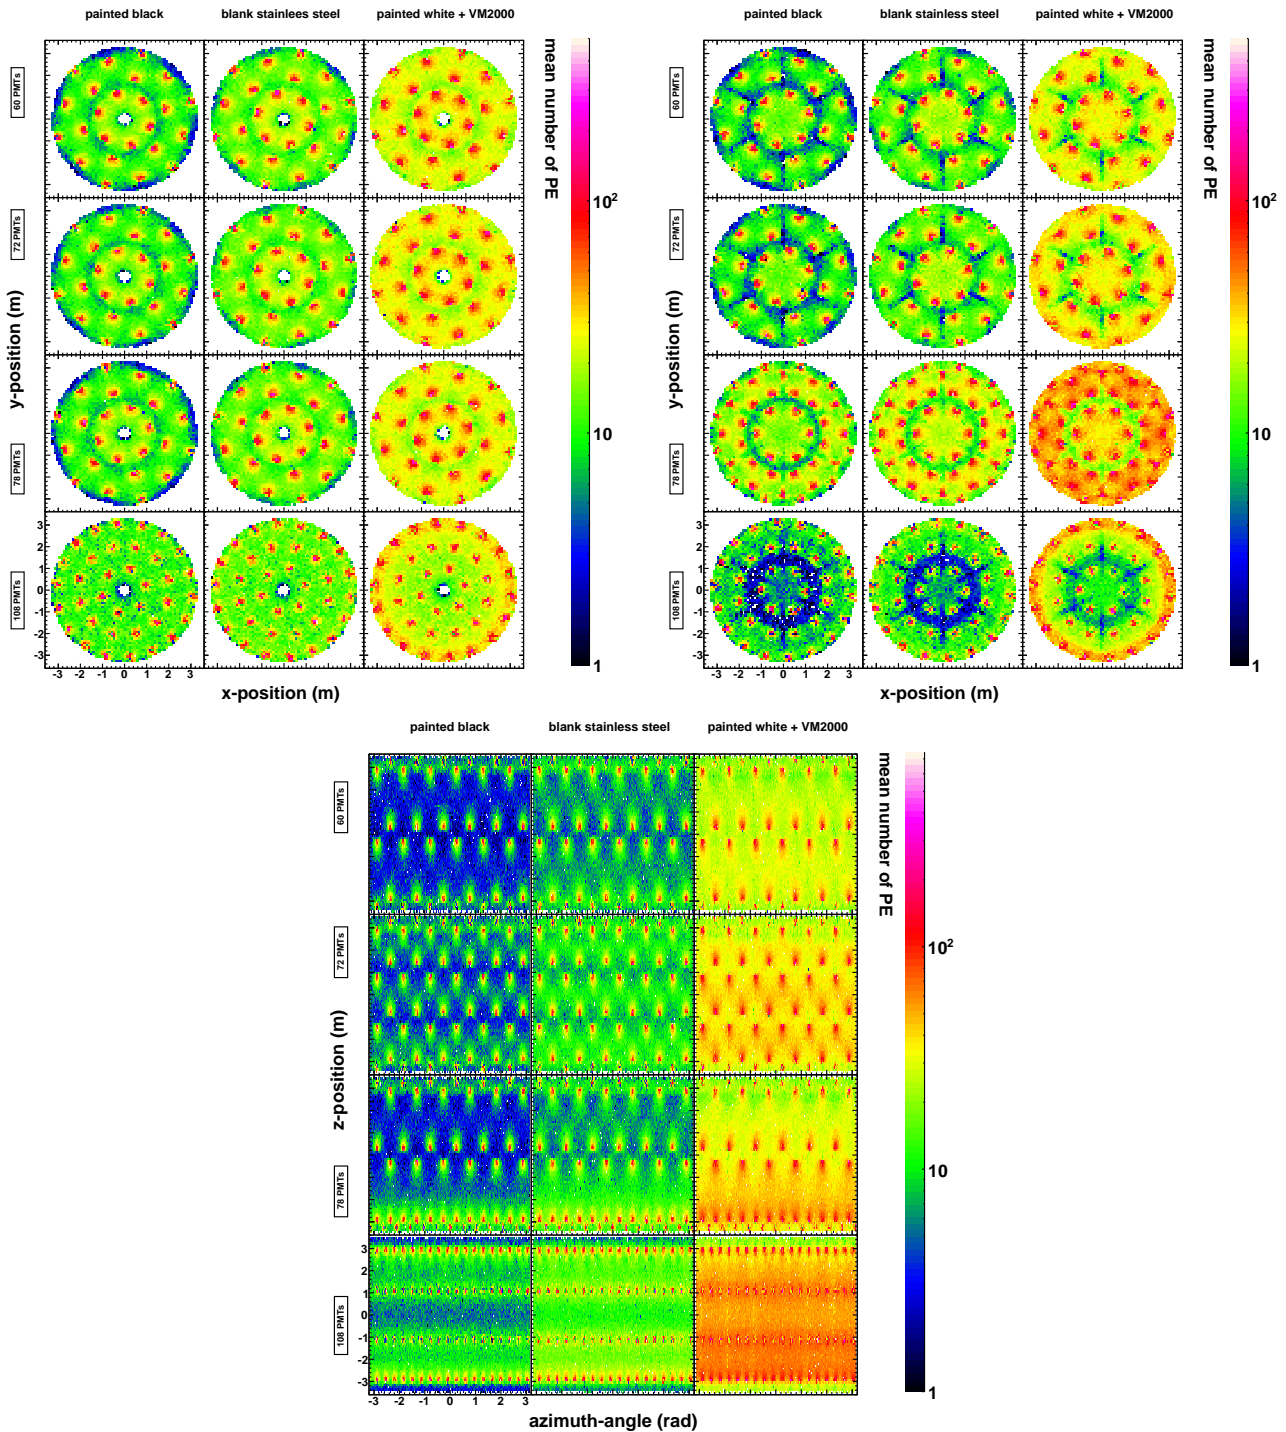 painted black blank stainlees steel painted white + VM2000
60 PMTs
72 PMTs
78 PMTs
108 PMTs
y-position (m)
3
2
1
0
-1
-2
-3
-3 -2 -1 0 1 2 3
x-position (m)
mean number of PE
10²
10
1
painted black blank stainless steel painted white + VM2000
60 PMTs
72 PMTs
78 PMTs
108 PMTs
y-position (m)
3
2
1
0
-1
-2
-3
-3 -2 -1 0 1 2 3
x-position (m)
mean number of PE
10²
10
1
painted black blank stainless steel painted white + VM2000
60 PMTs
72 PMTs
78 PMTs
108 PMTs
z-position (m)
3
2
1
0
-1
-2
-3
-3 -2 -1 0 1 2 3
azimuth-angle (rad)
mean number of PE
10²
10
1